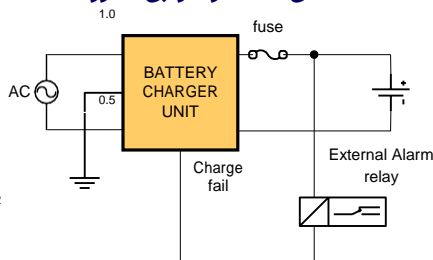 1.0
fuse
BATTERY
CHARGER
UNIT
AC
0.5
+
-
Charge
fail
External Alarm
relay